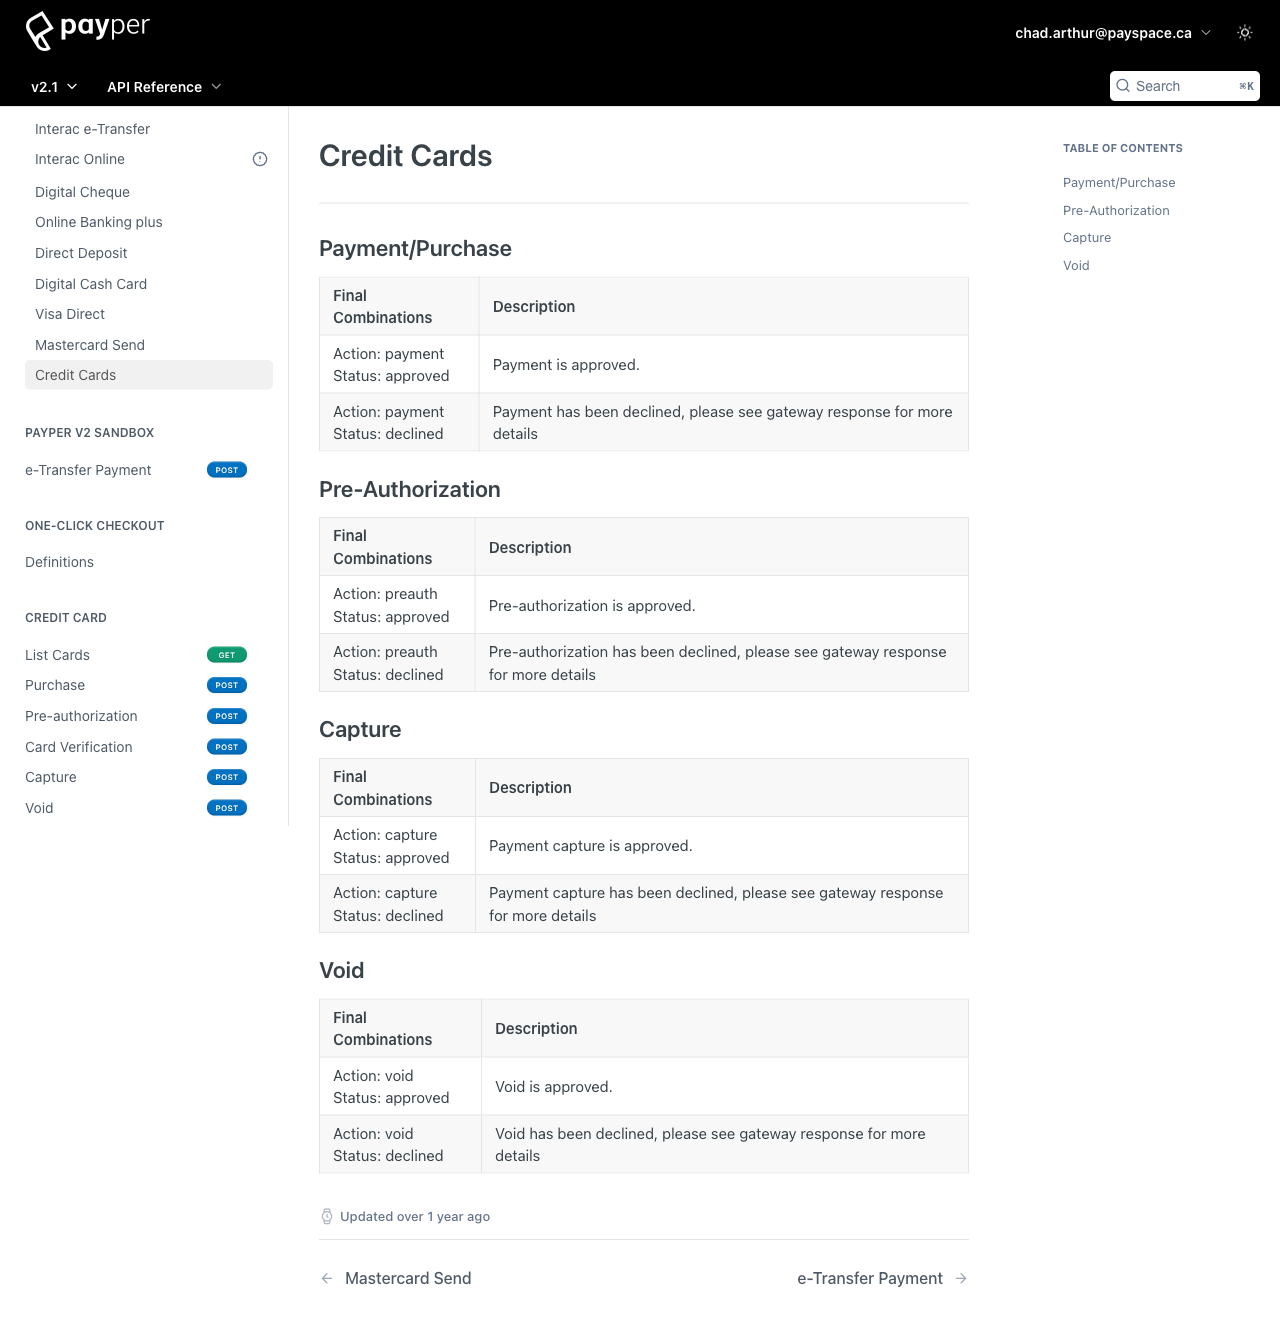 payper
chad.arthur@payspace.ca
v2.1
API Reference
Search
⌘K
Interac e-Transfer
Interac Online
Digital Cheque
Online Banking plus
Direct Deposit
Digital Cash Card
Visa Direct
Mastercard Send
Credit Cards
PAYPER V2 SANDBOX
e-Transfer Payment POST
ONE-CLICK CHECKOUT
Definitions
CREDIT CARD
List Cards GET
Purchase POST
Pre-authorization POST
Card Verification POST
Capture POST
Void POST
Credit Cards
Payment/Purchase
Final
Combinations
Description
Action: payment
Status: approved
Payment is approved.
Action: payment
Status: declined
Payment has been declined, please see gateway response for more
details
Pre-Authorization
Final
Combinations
Description
Action: preauth
Status: approved
Pre-authorization is approved.
Action: preauth
Status: declined
Pre-authorization has been declined, please see gateway response
for more details
Capture
Final
Combinations
Description
Action: capture
Status: approved
Payment capture is approved.
Action: capture
Status: declined
Payment capture has been declined, please see gateway response
for more details
Void
Final
Combinations
Description
Action: void
Status: approved
Void is approved.
Action: void
Status: declined
Void has been declined, please see gateway response for more
details
Updated over 1 year ago
← Mastercard Send
e-Transfer Payment →
TABLE OF CONTENTS
Payment/Purchase
Pre-Authorization
Capture
Void